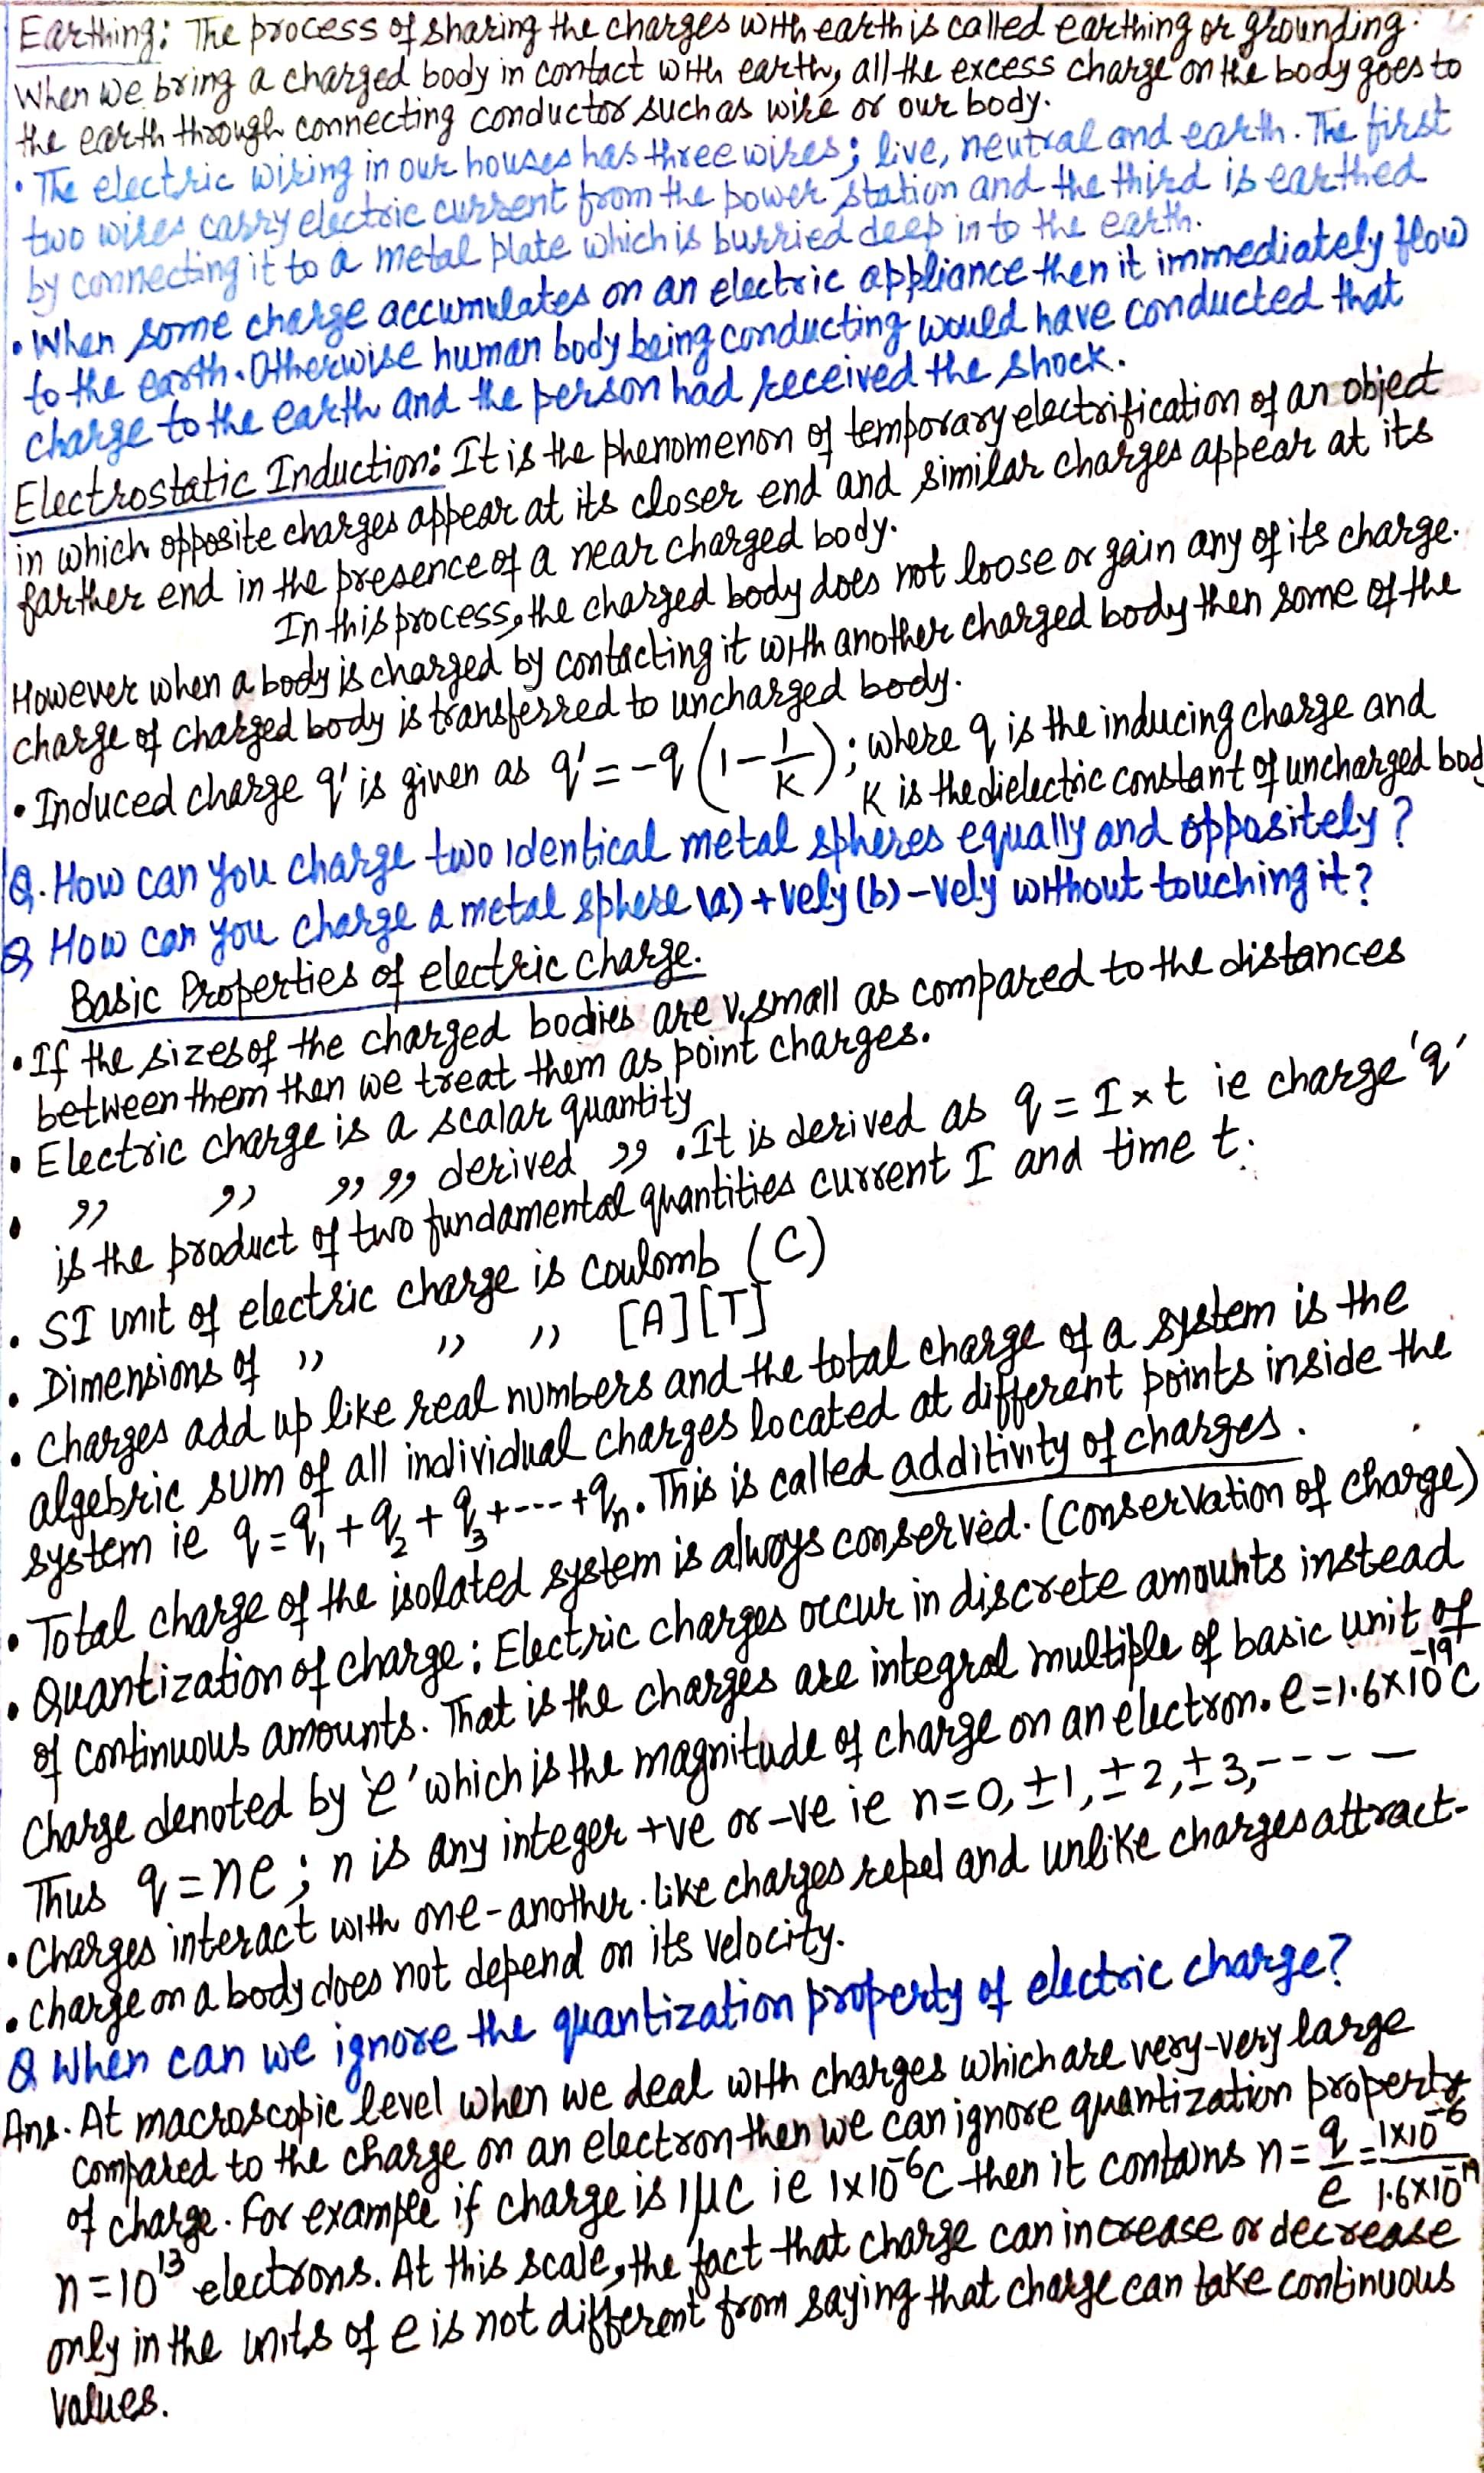 Earthing: The process of sharing the charges with earth is called earthing or grounding.
When we bring a charged body in contact with earth, all the excess charge on the body goes to
the earth through connecting conductor such as wire or our body.
• The electric wiring in our houses has three wires; live, neutral and earth. The first
two wires carry electric current from the power station and the third is earthed
by connecting it to a metal plate which is burried deep in to the earth.
• When some charge accumulates on an electric appliance then it immediately flow
to the earth. Otherwise human body being conducting would have conducted that
charge to the earth and the person had received the shock.
Electrostatic Induction: It is the phenomenon of temporary electrification of an object
in which opposite charges appear at its closer end and similar charges appear at its
farther end in the presence of a near charged body.
In this process, the charged body does not loose or gain any of its charge.
However when a body is charged by contacting it with another charged body then some of the
charge of charged body is transferred to uncharged body.
• Induced charge q' is given as q' = -q (1 - 1/K); where q is the inducing charge and
K is the dielectric constant of uncharged bod
Q. How can you charge two identical metal spheres equally and oppositely?
Q How can you charge a metal sphere (a) +vely (b) -vely without touching it?
Basic Properties of electric charge.
• If the sizes of the charged bodies are v. small as compared to the distances
between them then we treat them as point charges.
• Electric charge is a scalar quantity
• " " " " derived ". It is derived as q = I × t ie charge 'q'
is the product of two fundamental quantities current I and time t.
• SI unit of electric charge is coulomb (C)
• Dimensions of " " " [A][T]
• Charges add up like real numbers and the total charge of a system is the
algebric sum of all individual charges located at different points inside the
system ie q = q₁ + q₂ + q₃ + ---- + qₙ. This is called additivity of charges.
• Total charge of the isolated system is always conserved. (Conservation of charge)
• Quantization of charge: Electric charges occur in discrete amounts instead
of continuous amounts. That is the charges are integral multiple of basic unit of
charge denoted by 'e' which is the magnitude of charge on an electron. e = 1.6×10⁻¹⁹C
Thus q = ne ; n is any integer +ve or -ve ie n = 0, ±1, ±2, ±3, - - - -
• Charges interact with one-another. Like charges repel and unlike charges attract-
• Charge on a body does not depend on its velocity.
Q When can we ignore the quantization property of electric charge?
Ans. At macroscopic level when we deal with charges which are very-very large
compared to the charge on an electron then we can ignore quantization property
of charge. For example if charge is 1μC ie 1×10⁻⁶C then it contains n = q/e = 1×10⁻⁶/1.6×10⁻¹⁹
n = 10¹³ electrons. At this scale, the fact that charge can increase or decrease
only in the units of e is not different from saying that charge can take continuous
values.